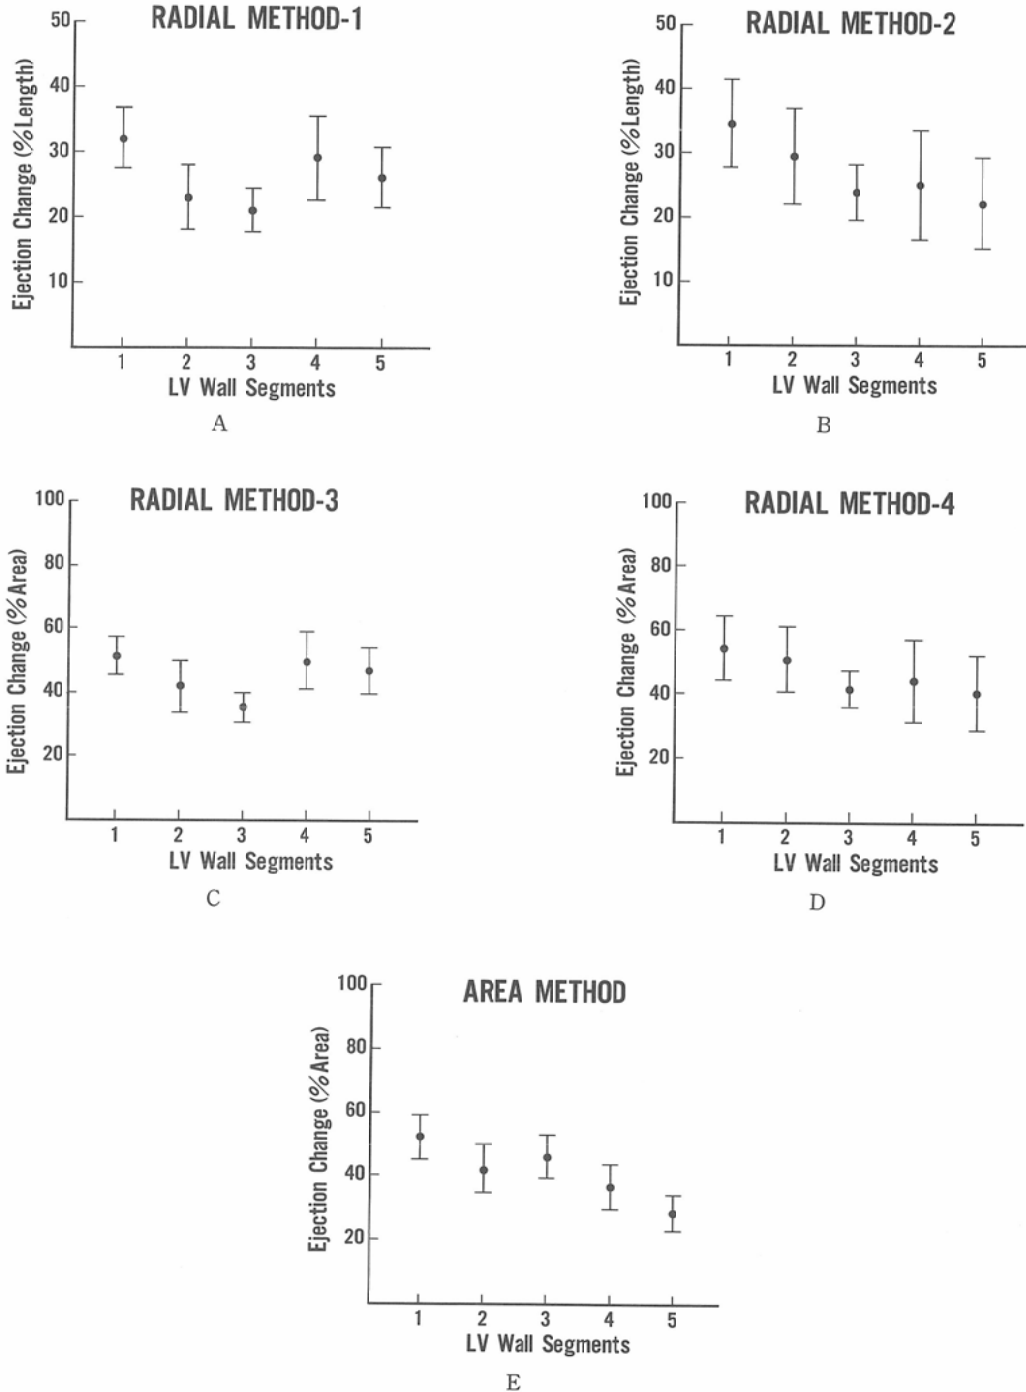 RADIAL METHOD-1
50
40
30
20
10
Ejection Change (%Length)
1 2 3 4 5
LV Wall Segments
A
RADIAL METHOD-2
50
40
30
20
10
Ejection Change (%Length)
1 2 3 4 5
LV Wall Segments
B
RADIAL METHOD-3
100
80
60
40
20
Ejection Change (%Area)
1 2 3 4 5
LV Wall Segments
C
RADIAL METHOD-4
100
80
60
40
20
Ejection Change (%Area)
1 2 3 4 5
LV Wall Segments
D
AREA METHOD
100
80
60
40
20
Ejection Change (%Area)
1 2 3 4 5
LV Wall Segments
E